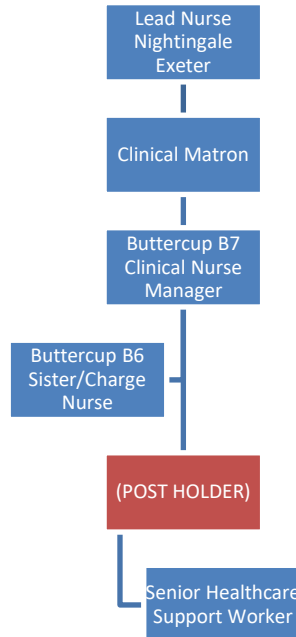 Lead Nurse
Nightingale
Exeter
Clinical Matron
Buttercup B7
Clinical Nurse
Manager
Buttercup B6
Sister/Charge
Nurse
(POST HOLDER)
Senior Healthcare
Support Worker